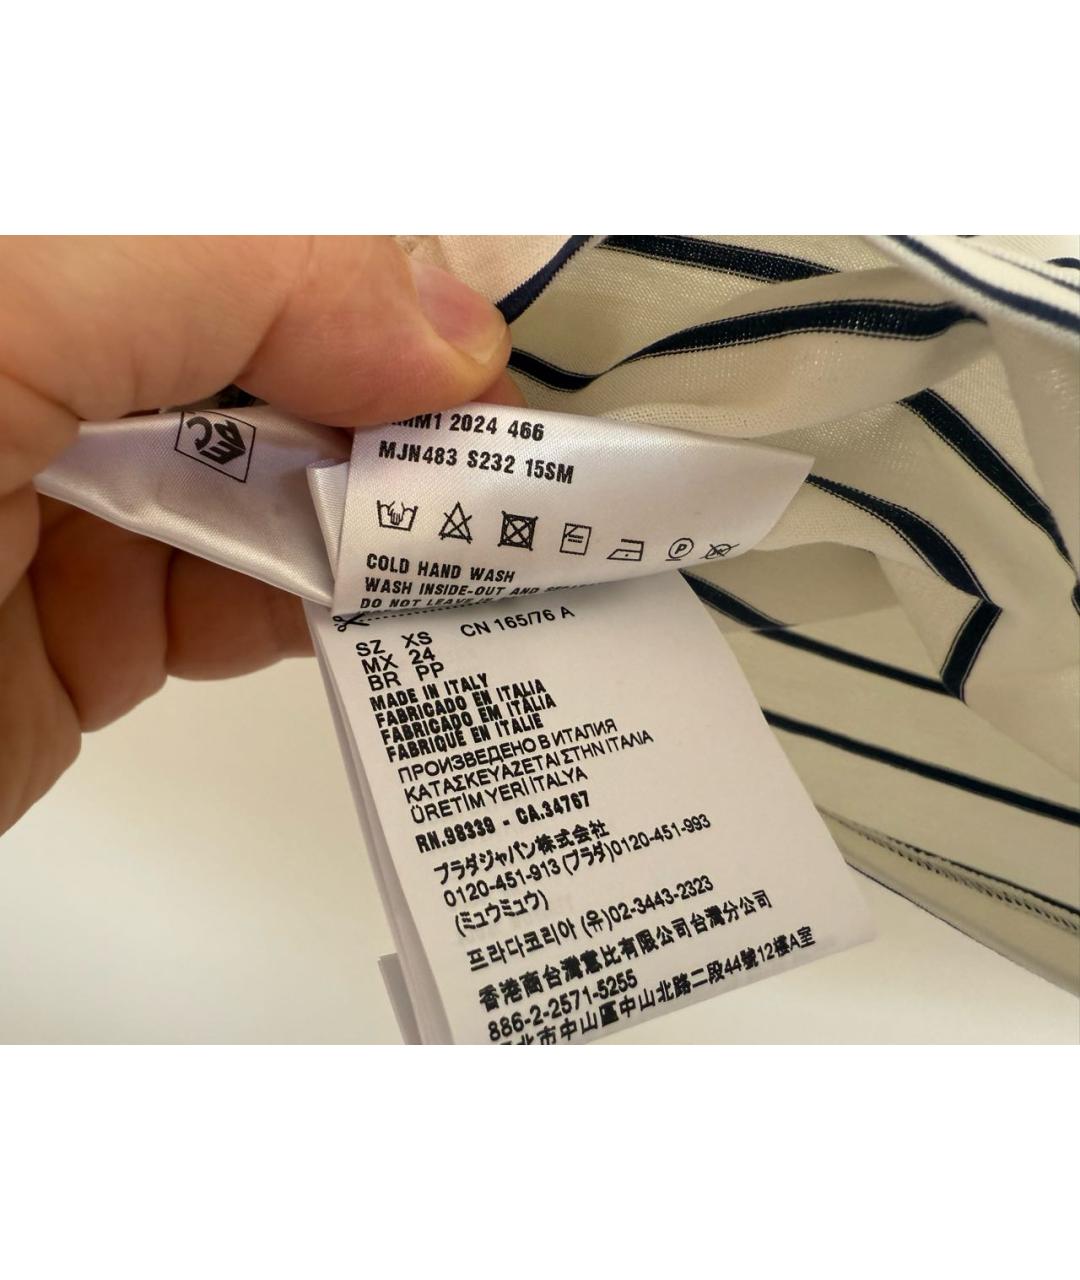 MM1 2024 466
MJN483 S232 15SM
P
COLD HAND WASH
WASH INSIDE-OUT AND
DO NOT LEAVE
SZ XS CN 165/76 A
MX 24
BR PP
MADE IN ITALY
FABRICADO EN ITALIA
FABRICADO EM ITALIA
FABRIQUÉ EN ITALIE
ПРОИЗВЕДЕНО В ИТАЛИЯ
ΚΑΤΑΣΚΕΥΑΖΕΤΑΙ ΣΤΗΝ ΙΤΑΛΙΑ
ÜRETİM YERİ İTALYA
RN.98339 - CA.34767
プラダジャパン株式会社
0120-451-913 (プラダ)0120-451-993
(ミュウミュウ)
프라다코리아 (유)02-3443-2323
香港商台灣惠比有限公司台灣分公司
886-2-2571-5255
北市中山區中山北路二段44號12樓A室